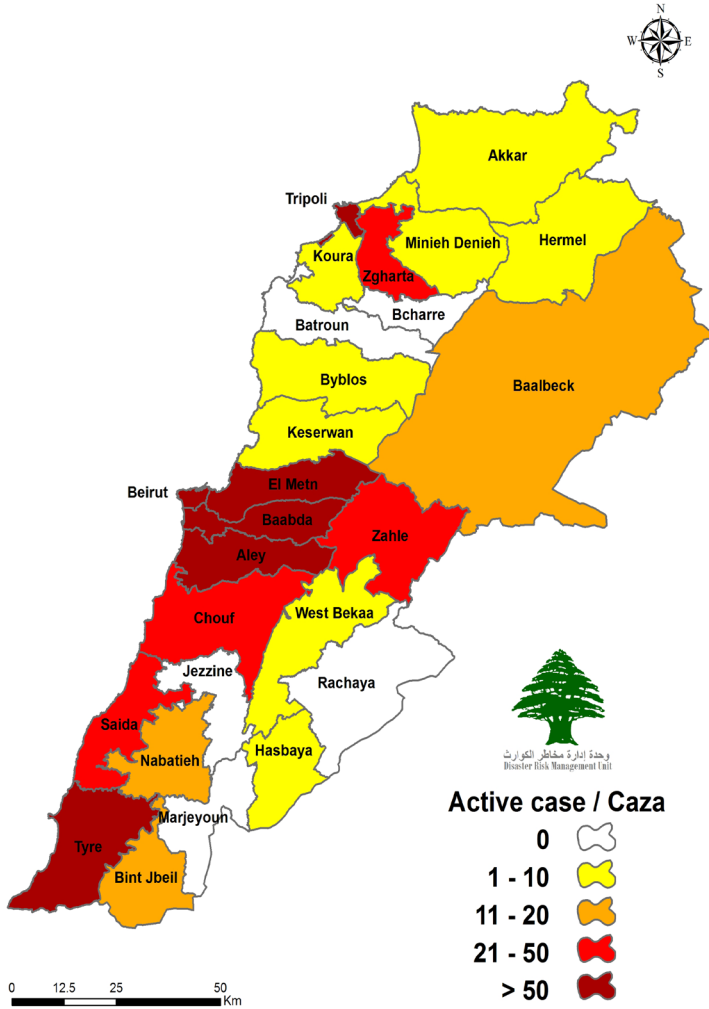 N
W E
S
Akkar
Tripoli
Minieh Denieh
Hermel
Koura
Zgharta
Bcharre
Batroun
Byblos
Baalbeck
Keserwan
El Metn
Beirut
Baabda
Zahle
Aley
West Bekaa
Chouf
Jezzine
Rachaya
Saida
Hasbaya
Nabatieh
Marjeyoun
Tyre
Bint Jbeil
وحدة إدارة مخاطر الكوارث
Disaster Risk Management Unit
Active case / Caza
0
1 - 10
11 - 20
21 - 50
> 50
0 12.5 25 50
Km